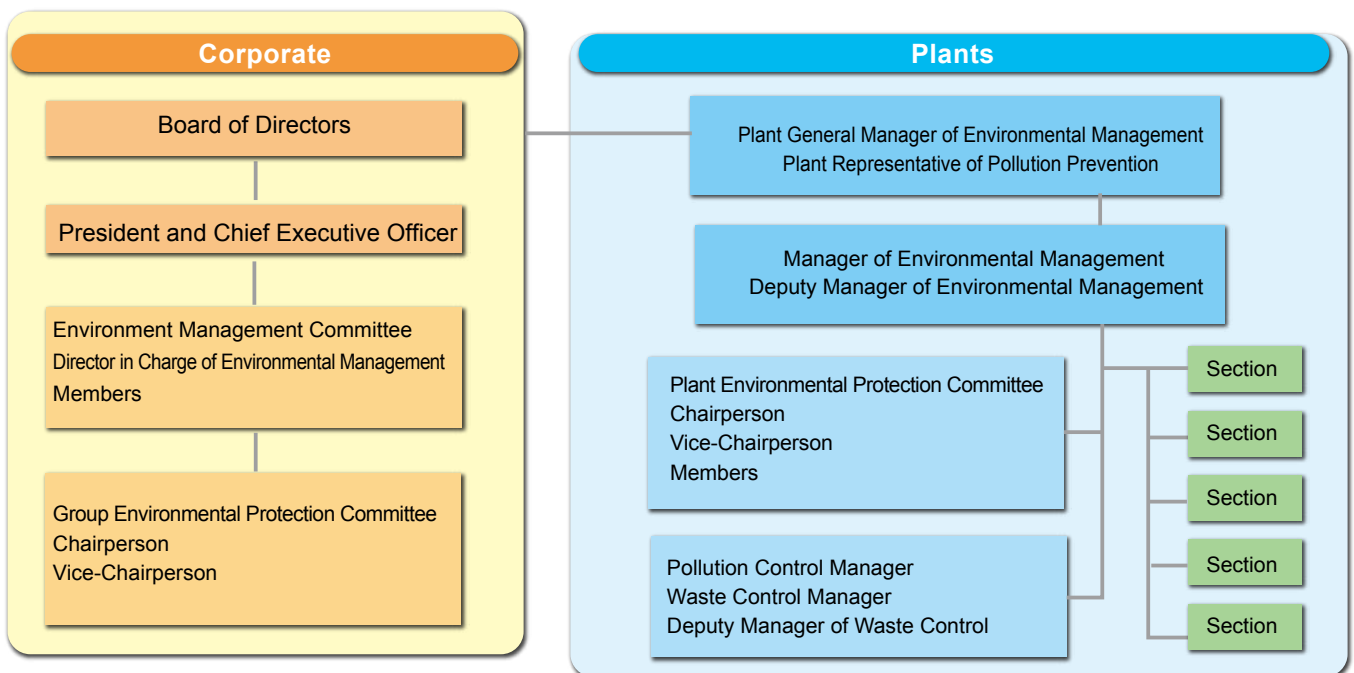 Corporate
Board of Directors
President and Chief Executive Officer
Environment Management Committee
Director in Charge of Environmental Management
Members
Group Environmental Protection Committee
Chairperson
Vice-Chairperson
Plants
Plant General Manager of Environmental Management
Plant Representative of Pollution Prevention
Manager of Environmental Management
Deputy Manager of Environmental Management
Plant Environmental Protection Committee
Chairperson
Vice-Chairperson
Members
Pollution Control Manager
Waste Control Manager
Deputy Manager of Waste Control
Section
Section
Section
Section
Section